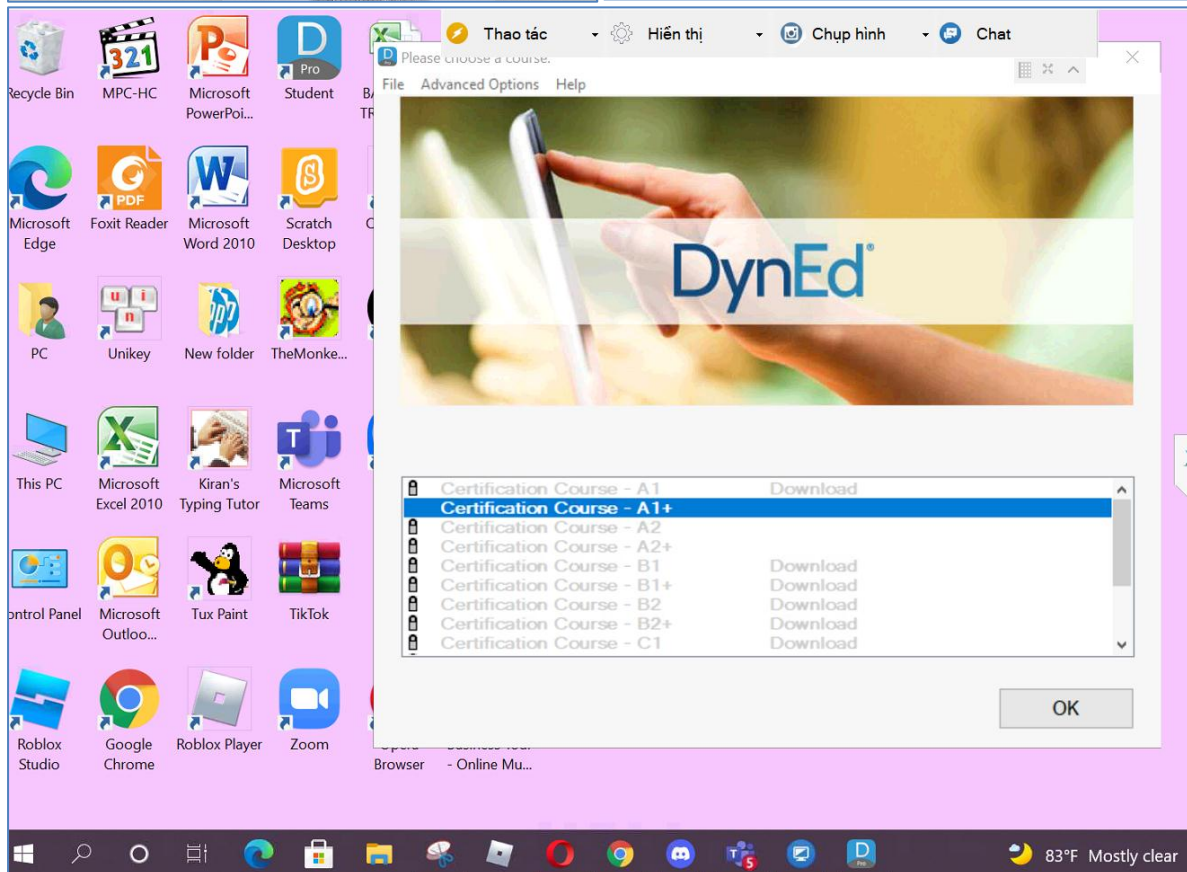 Thao tác Hiển thị Chụp hình Chat
Please choose a course.
File Advanced Options Help
Recycle Bin MPC-HC Microsoft PowerPoi... Student
Microsoft Edge Foxit Reader Microsoft Word 2010 Scratch Desktop
PDF
Pro
321
DynEd®
PC Unikey New folder TheMonke...
u i n
This PC Microsoft Excel 2010 Kiran's Typing Tutor Microsoft Teams
Control Panel Microsoft Outloo... Tux Paint TikTok
Roblox Studio Google Chrome Roblox Player Zoom
Browser - Online Mu...
Certification Course - A1 Download
Certification Course - A1+
Certification Course - A2
Certification Course - A2+
Certification Course - B1 Download
Certification Course - B1+ Download
Certification Course - B2 Download
Certification Course - B2+ Download
Certification Course - C1 Download
OK
83°F Mostly clear